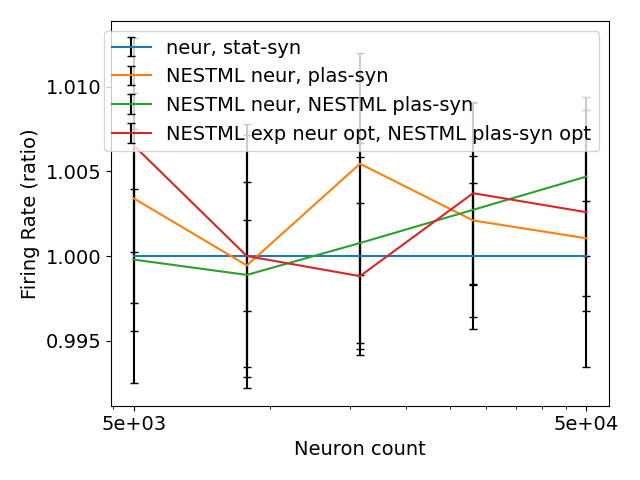 neur, stat-syn
NESTML neur, plas-syn
NESTML neur, NESTML plas-syn
NESTML exp neur opt, NESTML plas-syn opt
1.010
1.005
1.000
0.995
Firing Rate (ratio)
5e+03
5e+04
Neuron count